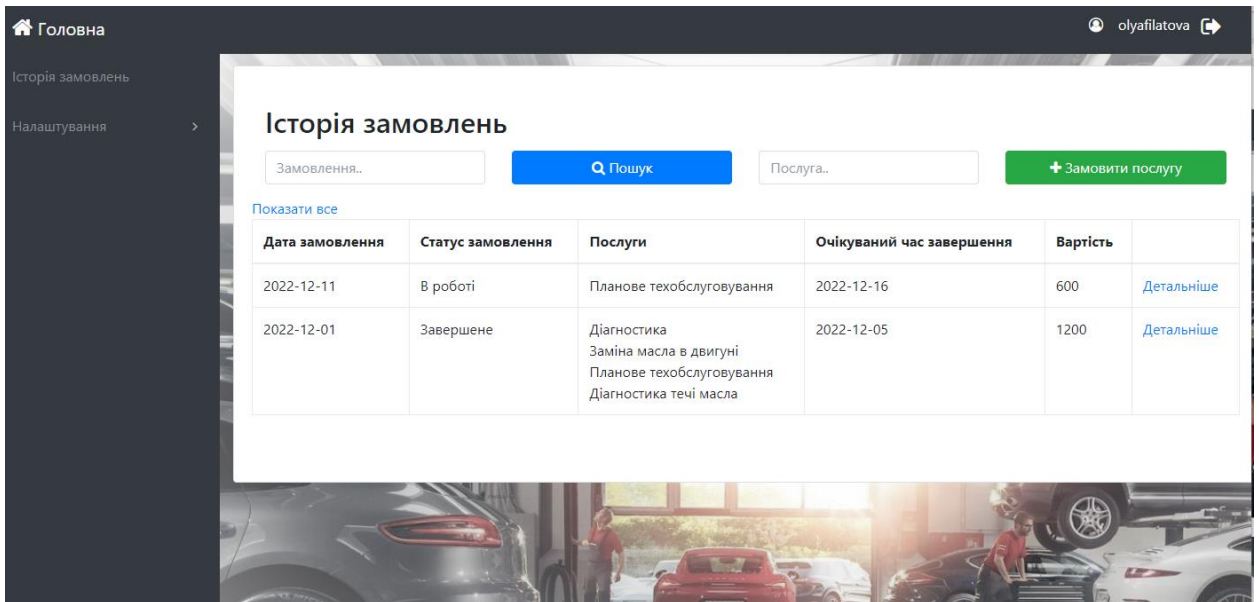 Головна
olyafilatova
Історія замовлень
Налаштування
Історія замовлень
Замовлення..
Пошук
Послуга..
Замовити послугу
Показати все
Дата замовлення Статус замовлення Послуги Очікуваний час завершення Вартість
2022-12-11 В роботі Планове техобслуговування 2022-12-16 600 Детальніше
2022-12-01 Завершене Діагностика 2022-12-05 1200 Детальніше
Заміна масла в двигуні
Планове техобслуговування
Діагностика течі масла